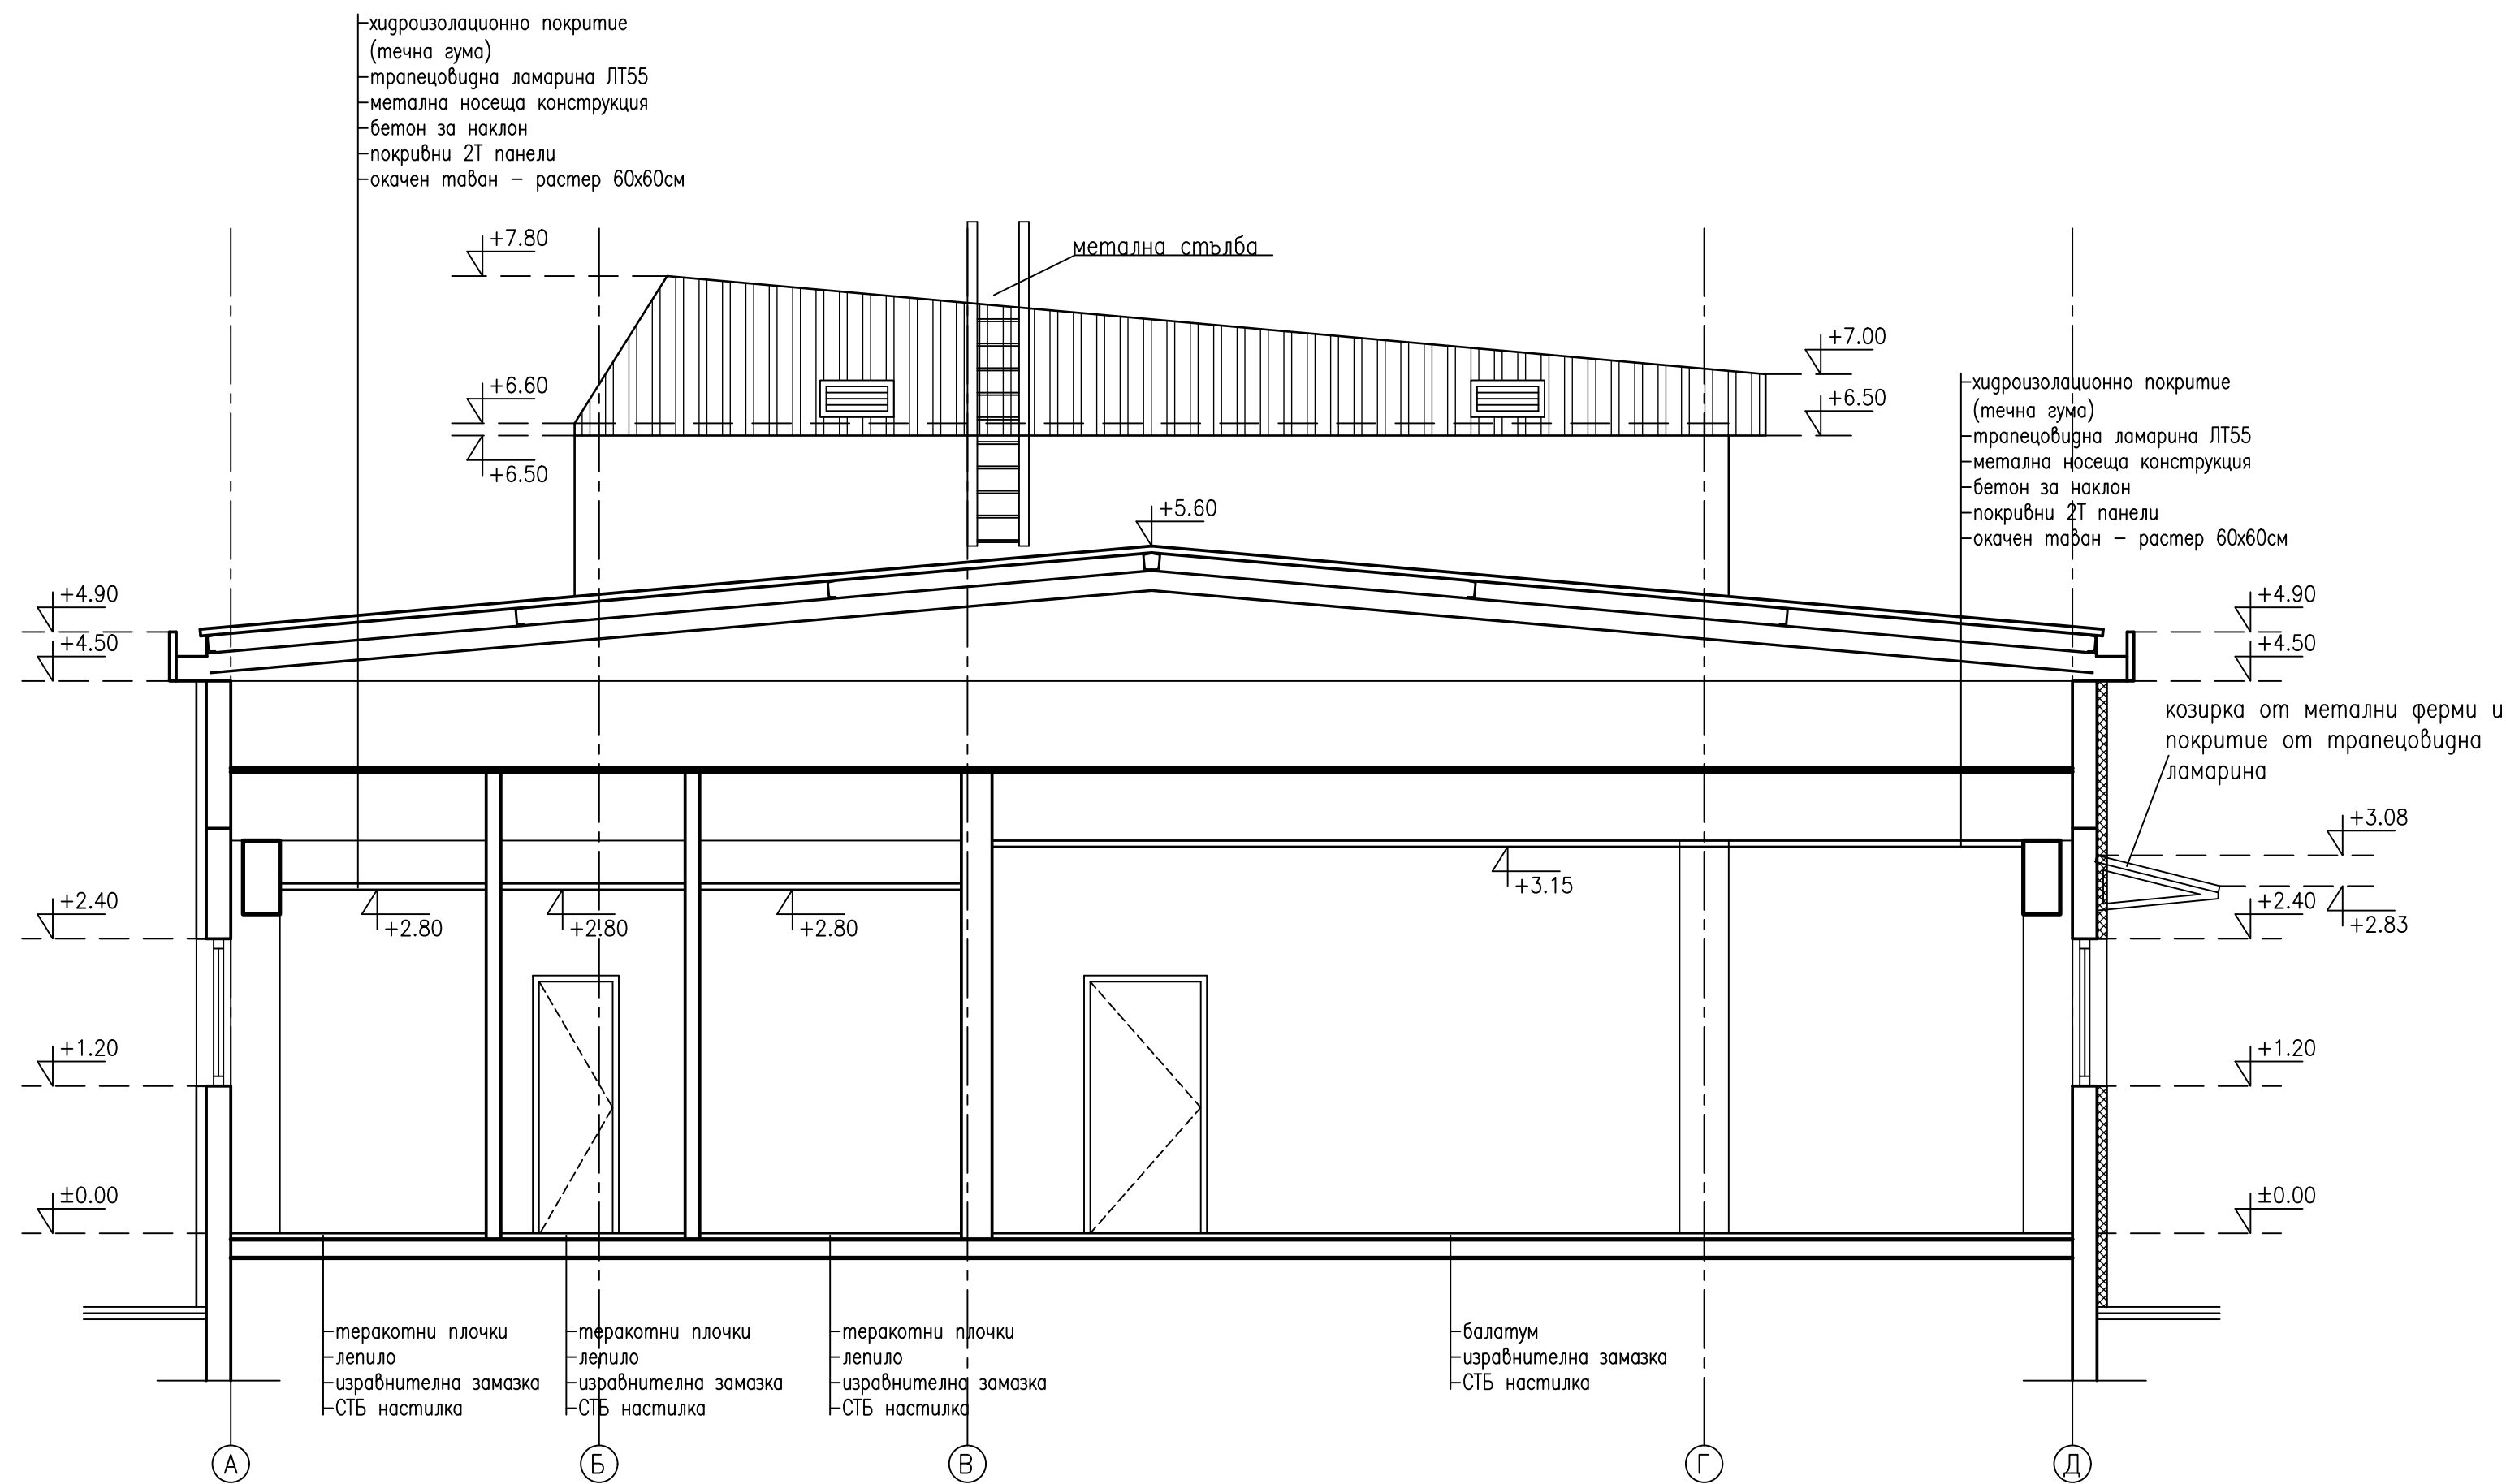 хидроизолационно покритие
(течна гума)
трапецовидна ламарина ЛТ55
метална носеща конструкция
бетон за наклон
покривни 2Т панели
окачен таван – растер 60х60см
+7.80
метална стълба
+7.00
+6.60
+6.50
+6.50
хидроизолационно покритие
(течна гума)
трапецовидна ламарина ЛТ55
метална носеща конструкция
бетон за наклон
покривни 2Т панели
окачен таван – растер 60х60см
+5.60
+4.90
+4.90
+4.50
+4.50
козирка от метални ферми и
покритие от трапецовидна
ламарина
+3.08
+3.15
+2.40
+2.40
+2.80
+2.80
+2.80
+2.83
+1.20
+1.20
±0.00
±0.00
теракотни плочки
лепило
изравнителна замазка
СТБ настилка
теракотни плочки
лепило
изравнителна замазка
СТБ настилка
теракотни плочки
лепило
изравнителна замазка
СТБ настилка
балатум
изравнителна замазка
СТБ настилка
А
Б
В
Г
Д